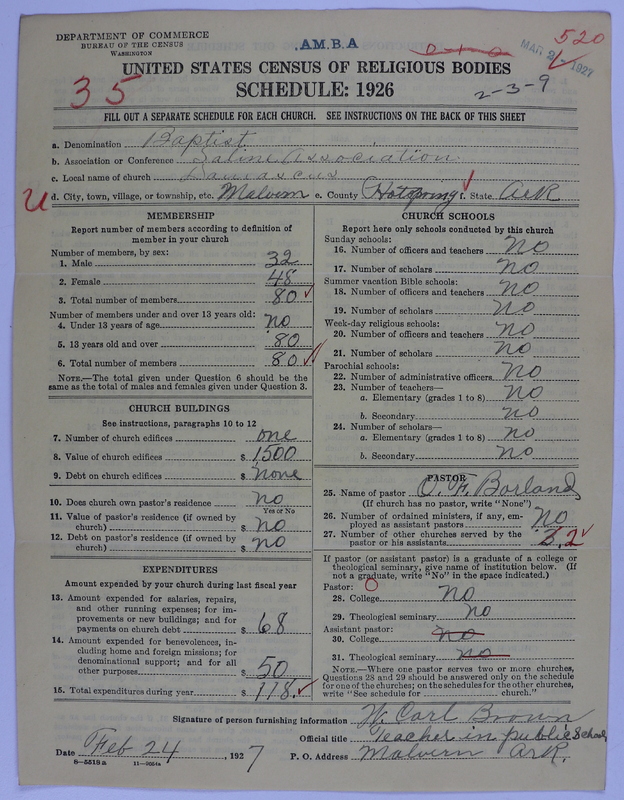 DEPARTMENT OF COMMERCE
BUREAU OF THE CENSUS
WASHINGTON
.A.M.B.A
0-1-0
MAR 2 - 1927
520
35
UNITED STATES CENSUS OF RELIGIOUS BODIES
SCHEDULE: 1926
2-3-9
FILL OUT A SEPARATE SCHEDULE FOR EACH CHURCH. SEE INSTRUCTIONS ON THE BACK OF THIS SHEET
a. Denomination Baptist
b. Association or Conference Saline Association
c. Local name of church Damascus
U d. City, town, village, or township, etc. Malvern e. County Hotspring f. State Ark
MEMBERSHIP
Report number of members according to definition of
member in your church
Number of members, by sex:
1. Male 32
2. Female 48
3. Total number of members 80
Number of members under and over 13 years old:
4. Under 13 years of age No
5. 13 years old and over 80
6. Total number of members 80
NOTE.—The total given under Question 6 should be the
same as the total of males and females given under Question 3.
CHURCH BUILDINGS
See instructions, paragraphs 10 to 12
7. Number of church edifices one
8. Value of church edifices $ 1500
9. Debt on church edifices $ None
10. Does church own pastor's residence No
Yes or No
11. Value of pastor's residence (if owned by
church) $ No
12. Debt on pastor's residence (if owned by
church) $ No
EXPENDITURES
Amount expended by your church during last fiscal year
13. Amount expended for salaries, repairs,
and other running expenses; for im-
provements or new buildings; and for
payments on church debt $ 68
14. Amount expended for benevolences, in-
cluding home and foreign missions; for
denominational support; and for all
other purposes $ 50
15. Total expenditures during year $ 118.
CHURCH SCHOOLS
Report here only schools conducted by this church
Sunday schools:
16. Number of officers and teachers No
17. Number of scholars No
Summer vacation Bible schools:
18. Number of officers and teachers No
19. Number of scholars No
Week-day religious schools:
20. Number of officers and teachers No
21. Number of scholars No
Parochial schools:
22. Number of administrative officers No
23. Number of teachers—
a. Elementary (grades 1 to 8) No
b. Secondary No
24. Number of scholars—
a. Elementary (grades 1 to 8) No
b. Secondary No
PASTOR
25. Name of pastor O. F. Borland
(If church has no pastor, write "None")
26. Number of ordained ministers, if any, em-
ployed as assistant pastors No
27. Number of other churches served by the
pastor or his assistants 3 2
If pastor (or assistant pastor) is a graduate of a college or
theological seminary, give name of institution below. (If
not a graduate, write "No" in the space indicated.)
Pastor: O
28. College No
29. Theological seminary No
Assistant pastor:
30. College No
31. Theological seminary No
NOTE.—Where one pastor serves two or more churches,
Questions 28 and 29 should be answered only on the schedule
for one of the churches; on the schedules for the other churches,
write "See schedule for church."
Signature of person furnishing information W. Carl Brown
Official title Teacher in public School
Date Feb 24, 1927
P. O. Address Malvern Ark.
8—5518a 11—9064a